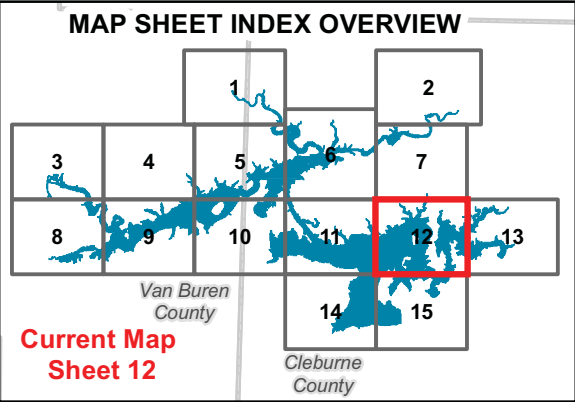 MAP SHEET INDEX OVERVIEW
1
2
3
4
5
6
7
8
9
10
11
12
13
Van Buren
County
14
15
Current Map
Sheet 12
Cleburne
County